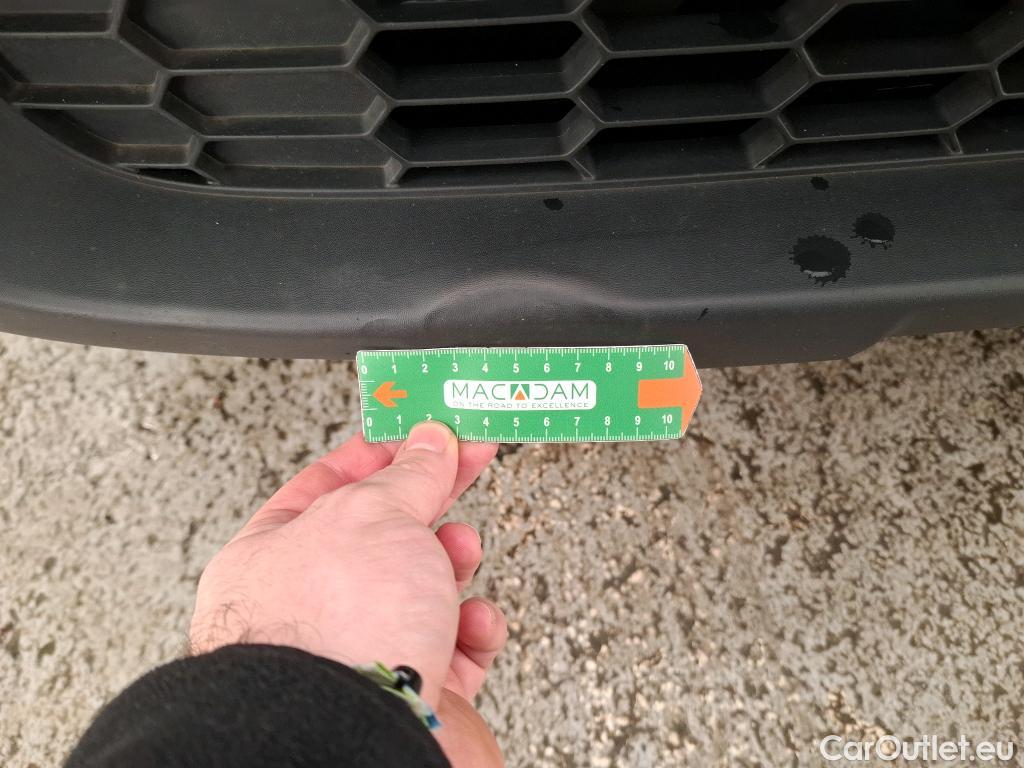 0 1 2 3 4 5 6 7 8 9 10
MACADAM
ON THE ROAD TO EXCELLENCE
0 1 2 3 4 5 6 7 8 9 10
CarOutlet.eu